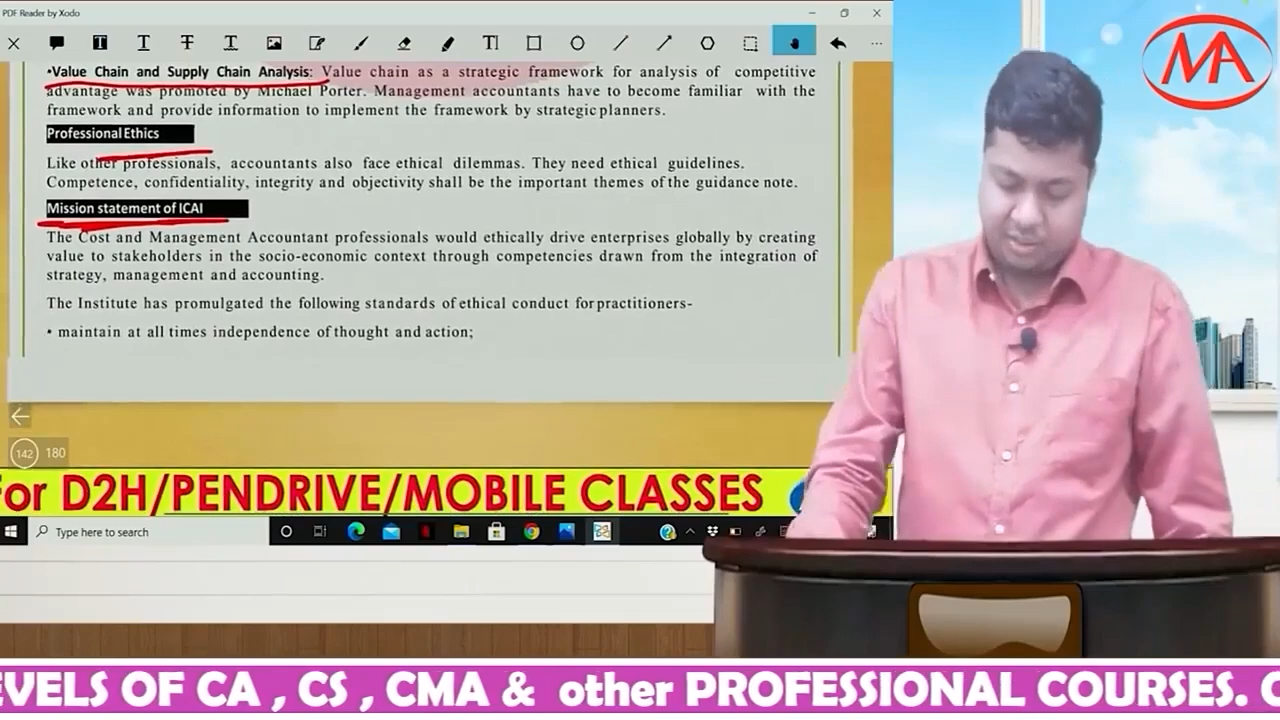 PDF Reader by Xodo
•Value Chain and Supply Chain Analysis: Value chain as a strategic framework for analysis of competitive
advantage was promoted by Michael Porter. Management accountants have to become familiar with the
framework and provide information to implement the framework by strategic planners.
Professional Ethics
Like other professionals, accountants also face ethical dilemmas. They need ethical guidelines.
Competence, confidentiality, integrity and objectivity shall be the important themes of the guidance note.
Mission statement of ICAI
The Cost and Management Accountant professionals would ethically drive enterprises globally by creating
value to stakeholders in the socio-economic context through competencies drawn from the integration of
strategy, management and accounting.
The Institute has promulgated the following standards of ethical conduct for practitioners-
• maintain at all times independence of thought and action;
142 180
For D2H/PENDRIVE/MOBILE CLASSES
Type here to search
MA
EVELS OF CA , CS , CMA & other PROFESSIONAL COURSES. C